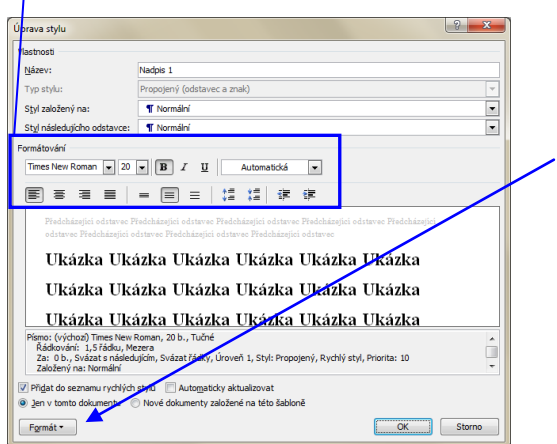 Úprava stylu
Vlastnosti
Název: Nadpis 1
Typ stylu: Propojený (odstavec a znak)
Styl založený na: ¶ Normální
Styl následujícího odstavce: ¶ Normální
Formátování
Times New Roman 20 B I U Automatická
Předcházející odstavec Předcházející odstavec Předcházející odstavec Předcházející odstavec Předcházející
odstavec Předcházející odstavec Předcházející odstavec Předcházející odstavec
Ukázka Ukázka Ukázka Ukázka Ukázka Ukázka
Ukázka Ukázka Ukázka Ukázka Ukázka Ukázka
Ukázka Ukázka Ukázka Ukázka Ukázka Ukázka
Písmo: (výchozí) Times New Roman, 20 b., Tučné
Řádkování: 1,5 řádku, Mezera
Za: 0 b., Svázat s následujícím, Svázat řádky, Úroveň 1, Styl: Propojený, Rychlý styl, Priorita: 10
Založený na: Normální
Přidat do seznamu rychlých stylů Automaticky aktualizovat
Jen v tomto dokumentu Nové dokumenty založené na této šabloně
Formát OK Storno